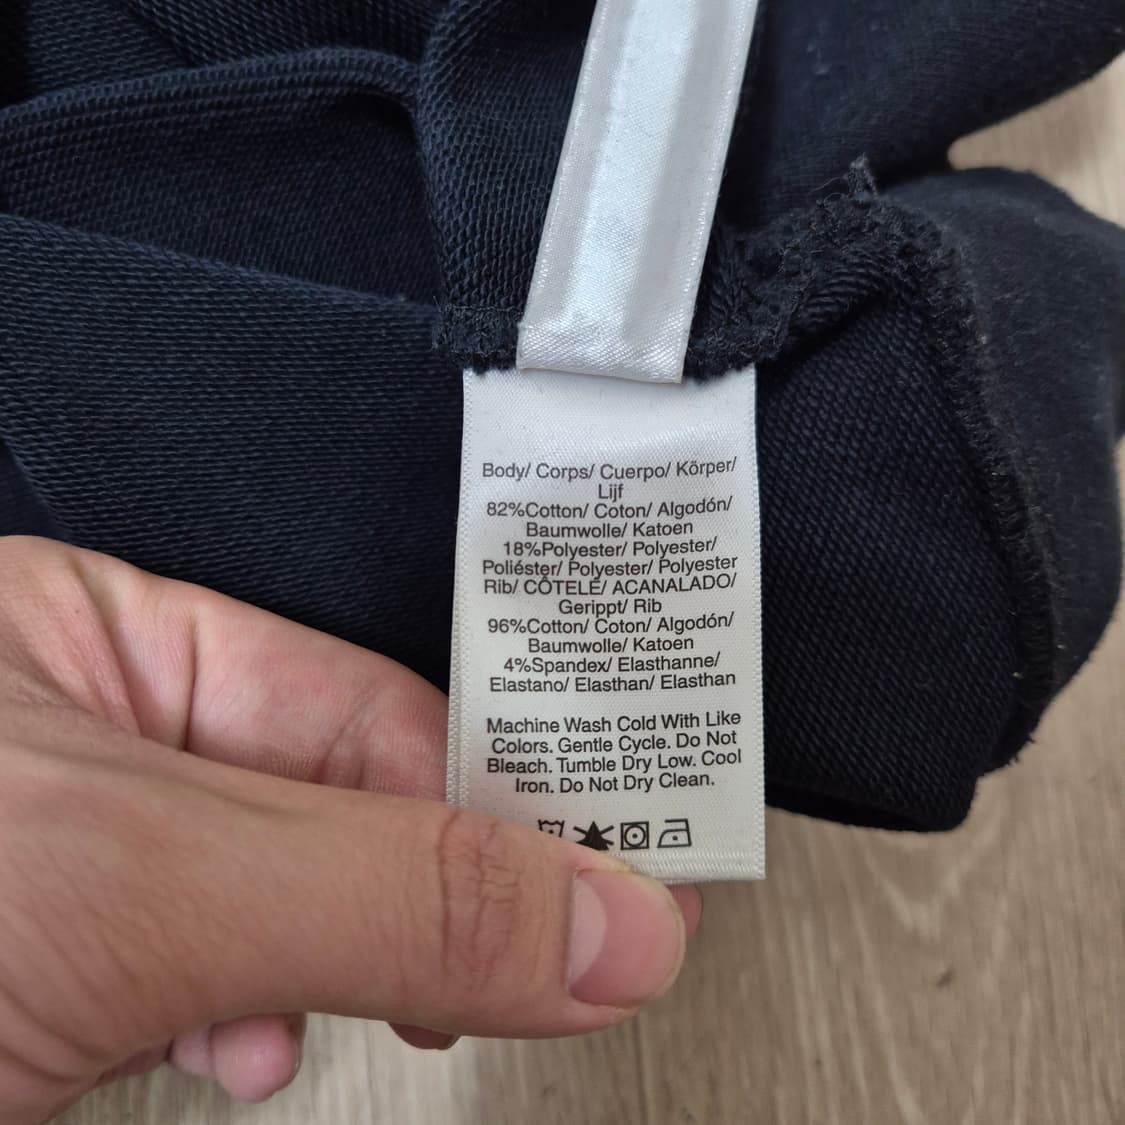 Body/ Corps/ Cuerpo/ Kõrper/
Lijf
82%Cotton/ Coton/ Algodón/
Baumwolle/ Katoen
18%Polyester/ Polyester/
Poliéster/ Polyester/ Polyester
Rib/ CÔTELÉ/ ACANALADO/
Gerippt/ Rib
96%Cotton/ Coton/ Algodón/
Baumwolle/ Katoen
4%Spandex/ Elasthanne/
Elastano/ Elasthan/ Elasthan
Machine Wash Cold With Like
Colors. Gentle Cycle. Do Not
Bleach. Tumble Dry Low. Cool
Iron. Do Not Dry Clean.